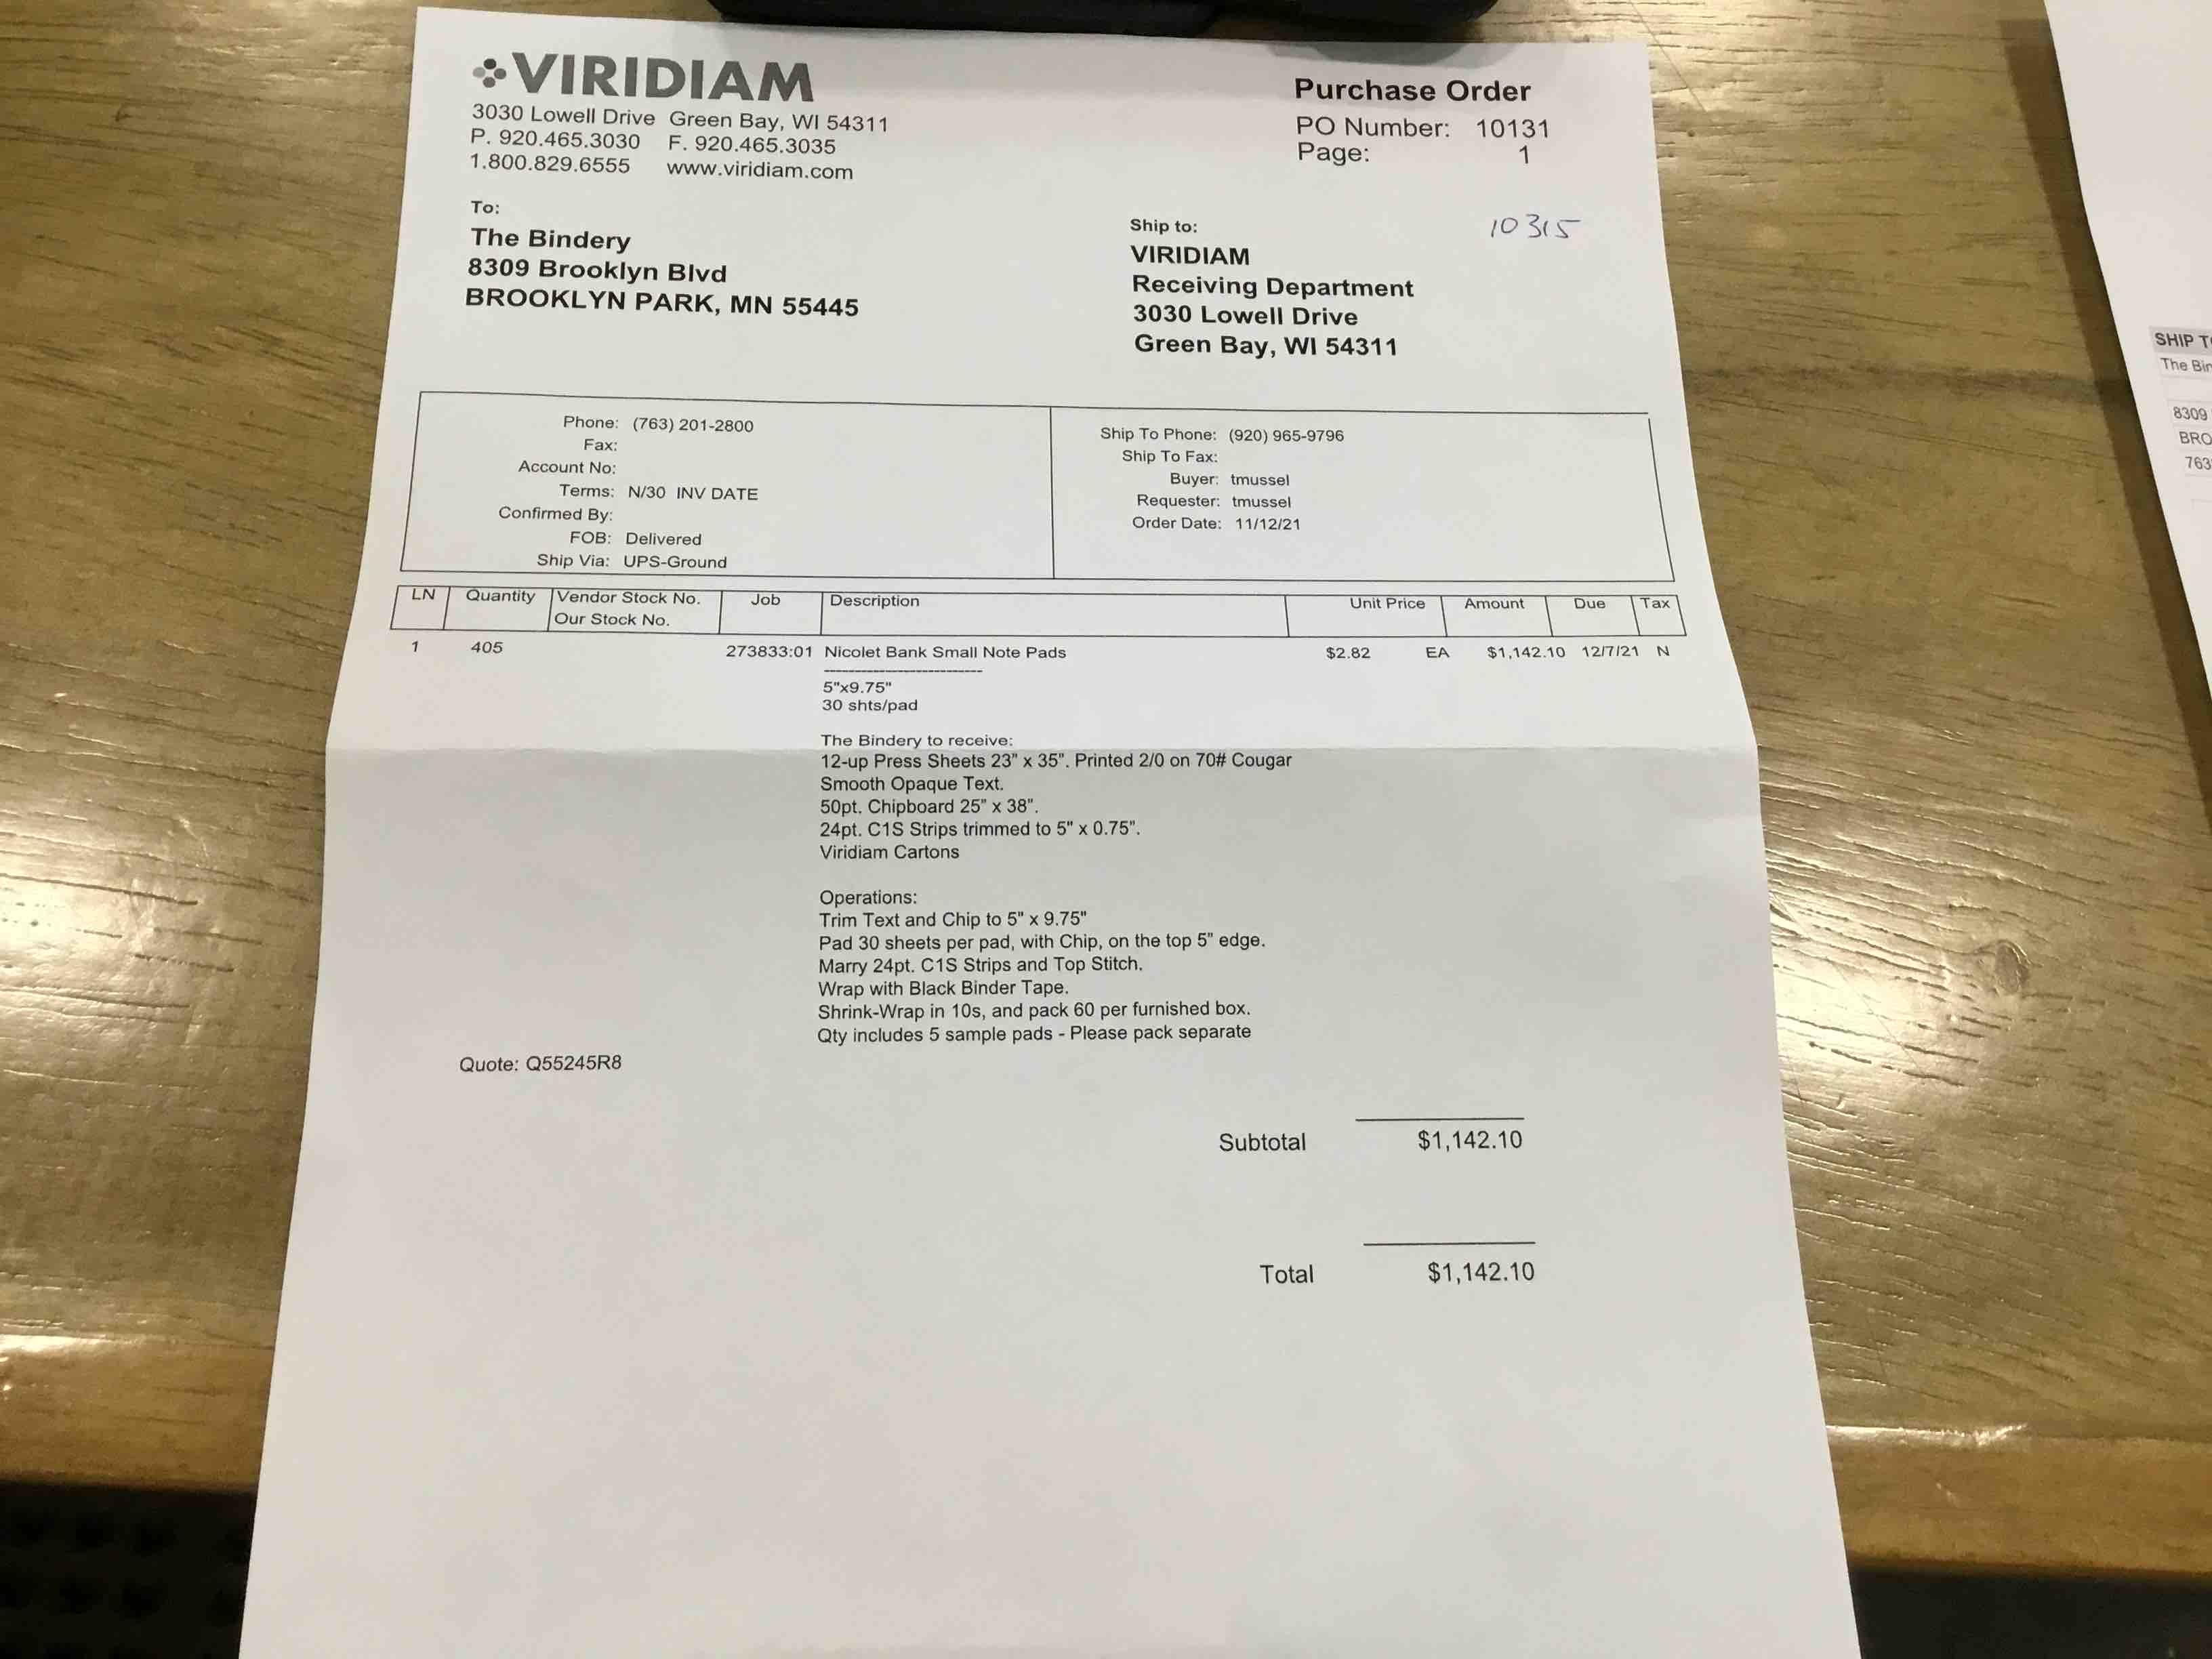 VIRIDIAM
3030 Lowell Drive Green Bay, WI 54311
P. 920.465.3030 F. 920.465.3035
1.800.829.6555 www.viridiam.com
Purchase Order
PO Number: 10131
Page: 1
To:
The Bindery
8309 Brooklyn Blvd
BROOKLYN PARK, MN 55445
10315
Ship to:
VIRIDIAM
Receiving Department
3030 Lowell Drive
Green Bay, WI 54311
Phone: (763) 201-2800
Fax:
Account No:
Terms: N/30 INV DATE
Confirmed By:
FOB: Delivered
Ship Via: UPS-Ground
Ship To Phone: (920) 965-9796
Ship To Fax:
Buyer: tmussel
Requester: tmussel
Order Date: 11/12/21
LN Quantity Vendor Stock No. Job Description Unit Price Amount Due Tax
Our Stock No.
1 405 273833:01 Nicolet Bank Small Note Pads $2.82 EA $1,142.10 12/7/21 N
-------------------------
5"x9.75"
30 shts/pad
The Bindery to receive:
12-up Press Sheets 23" x 35". Printed 2/0 on 70# Cougar
Smooth Opaque Text.
50pt. Chipboard 25" x 38".
24pt. C1S Strips trimmed to 5" x 0.75".
Viridiam Cartons
Operations:
Trim Text and Chip to 5" x 9.75"
Pad 30 sheets per pad, with Chip, on the top 5" edge.
Marry 24pt. C1S Strips and Top Stitch.
Wrap with Black Binder Tape.
Shrink-Wrap in 10s, and pack 60 per furnished box.
Qty includes 5 sample pads - Please pack separate
Quote: Q55245R8
Subtotal $1,142.10
Total $1,142.10
SHIP
The
8309